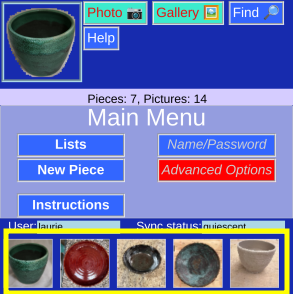 Photo 📷 Gallery 🖼️ Find 🔎
Help
Pieces: 7, Pictures: 14
Main Menu
Lists Name/Password
New Piece Advanced Options
Instructions
User: laurie Sync status: quiescent